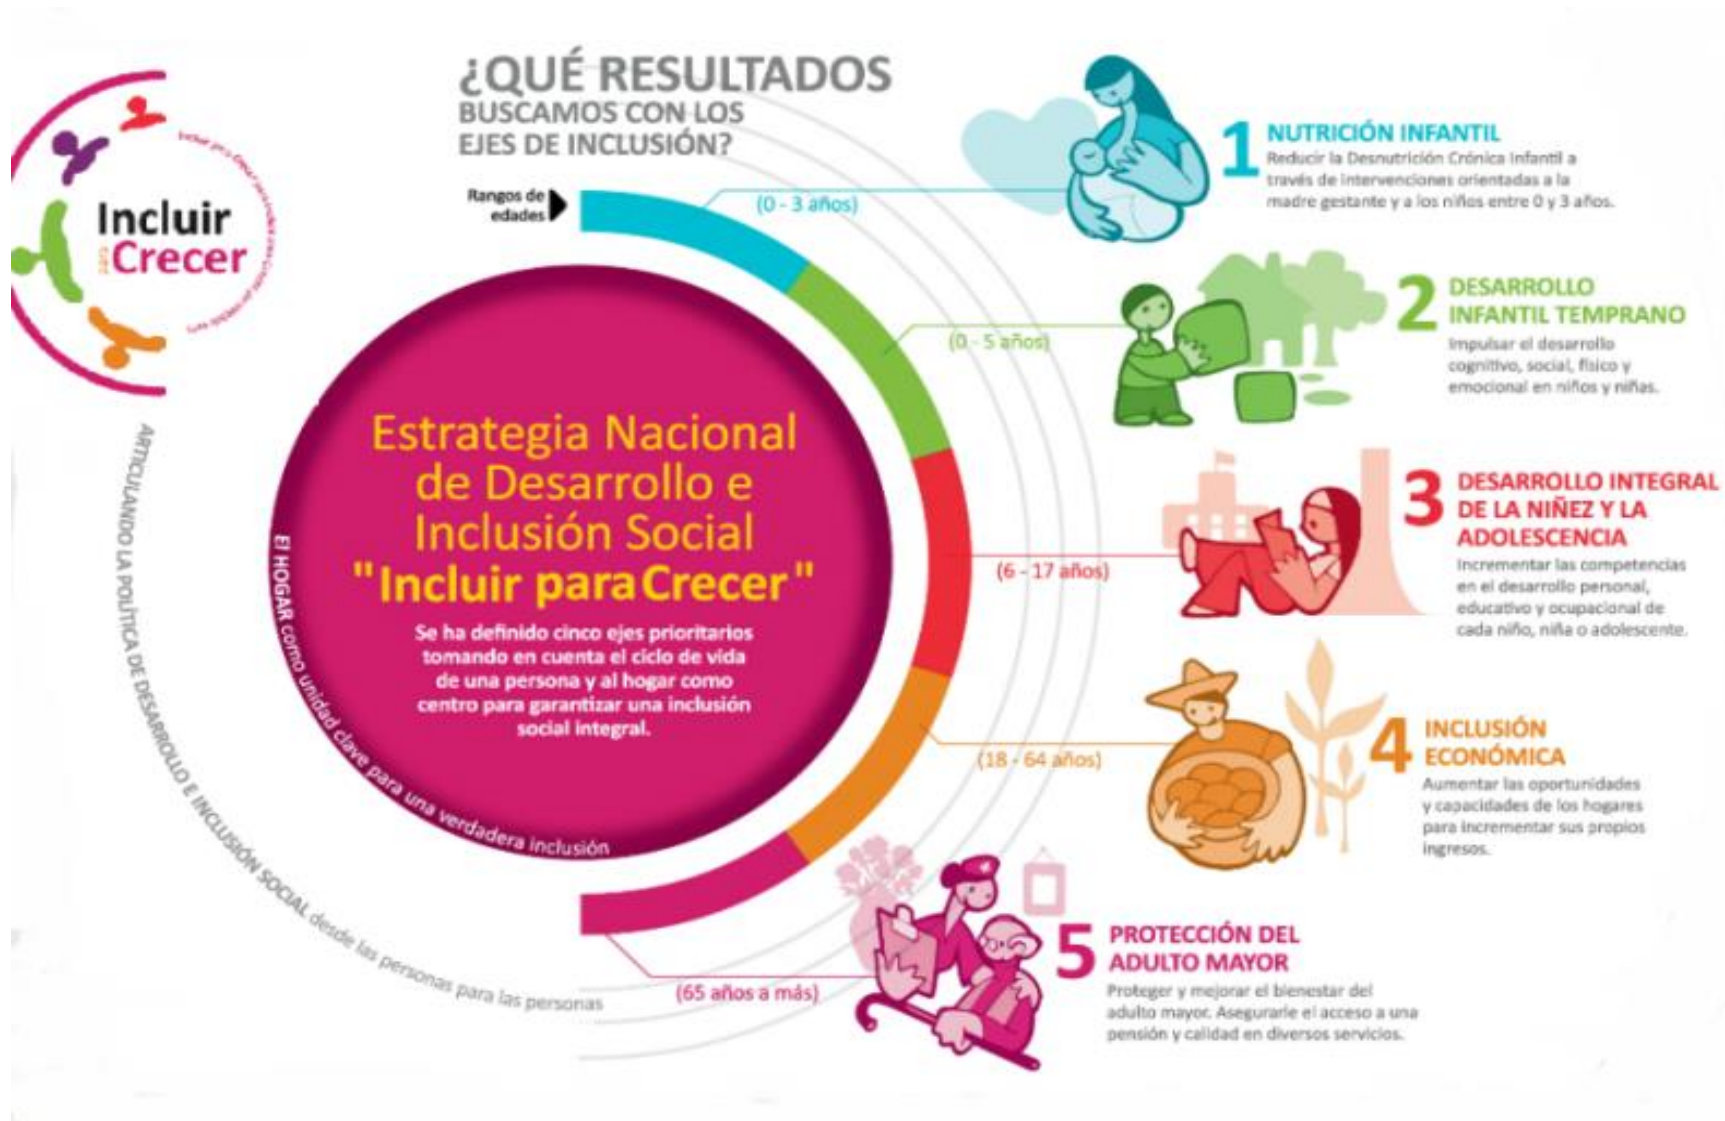 ¿QUÉ RESULTADOS
BUSCAMOS CON LOS
EJES DE INCLUSIÓN?
Rangos de
edades
Incluir
Crecer
ARTICULANDO LA POLÍTICA DE DESARROLLO E INCLUSIÓN SOCIAL desde las personas para las personas
El HOGAR como unidad clave para una verdadera inclusión
Estrategia Nacional
de Desarrollo e
Inclusión Social
"Incluir para Crecer"
Se ha definido cinco ejes prioritarios
tomando en cuenta el ciclo de vida
de una persona y al hogar como
centro para garantizar una inclusión
social integral.
(0 - 3 años)
1 NUTRICIÓN INFANTIL
Reducir la Desnutrición Crónica Infantil a
través de intervenciones orientadas a la
madre gestante y a los niños entre 0 y 3 años.
(0 - 5 años)
2 DESARROLLO
INFANTIL TEMPRANO
Impulsar el desarrollo
cognitivo, social, físico y
emocional en niños y niñas.
(6 - 17 años)
3 DESARROLLO INTEGRAL
DE LA NIÑEZ Y LA
ADOLESCENCIA
Incrementar las competencias
en el desarrollo personal,
educativo y ocupacional de
cada niño, niña o adolescente.
(18 - 64 años)
4 INCLUSIÓN
ECONÓMICA
Aumentar las oportunidades
y capacidades de los hogares
para incrementar sus propios
ingresos.
(65 años a más)
5 PROTECCIÓN DEL
ADULTO MAYOR
Proteger y mejorar el bienestar del
adulto mayor. Asegurarle el acceso a una
pensión y calidad en diversos servicios.